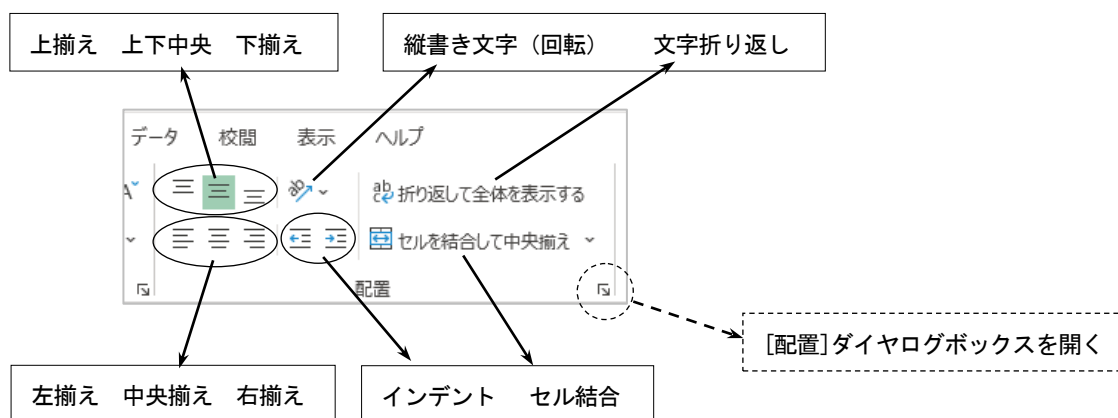 上揃え 上下中央 下揃え
縦書き文字（回転） 文字折り返し
データ 校閲 表示 ヘルプ
A ab 折り返して全体を表示する
ab
c
セルを結合して中央揃え
配置
[配置]ダイヤログボックスを開く
左揃え 中央揃え 右揃え
インデント セル結合